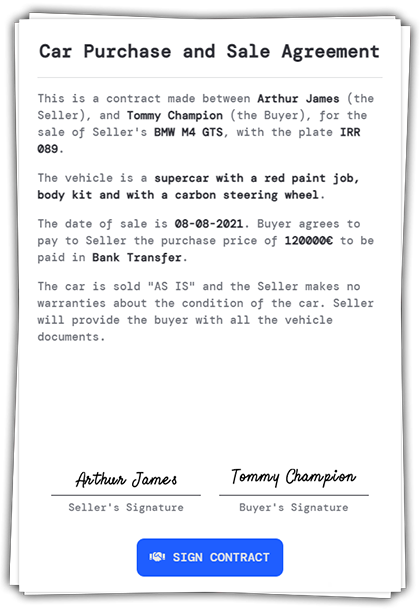 Car Purchase and Sale Agreement
This is a contract made between Arthur James (the
Seller), and Tommy Champion (the Buyer), for the
sale of Seller's BMW M4 GTS, with the plate IRR
089.
The vehicle is a supercar with a red paint job,
body kit and with a carbon steering wheel.
The date of sale is 08-08-2021. Buyer agrees to
pay to Seller the purchase price of 120000€ to be
paid in Bank Transfer.
The car is sold "AS IS" and the Seller makes no
warranties about the condition of the car. Seller
will provide the buyer with all the vehicle
documents.
Arthur James Tommy Champion
Seller's Signature Buyer's Signature
SIGN CONTRACT